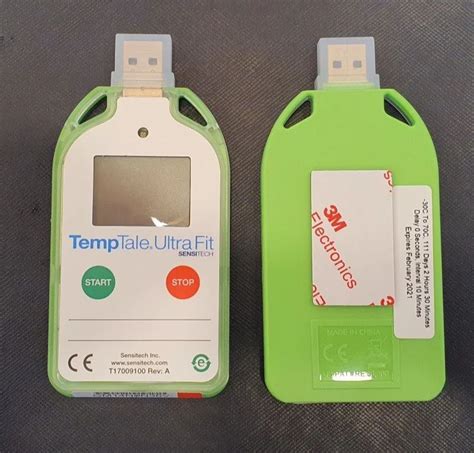 TempTale® Ultra Fit
SENSITECH
START
STOP
CE
Sensitech Inc.
www.sensitech.com
T17009100 Rev: A
3M
Electronics
-30C To 70C, 111 Days 2 Hours 30 Minutes
Delay 0 Seconds, Interval 10 Minutes
Expires February 2021
MADE IN CHINA
CE